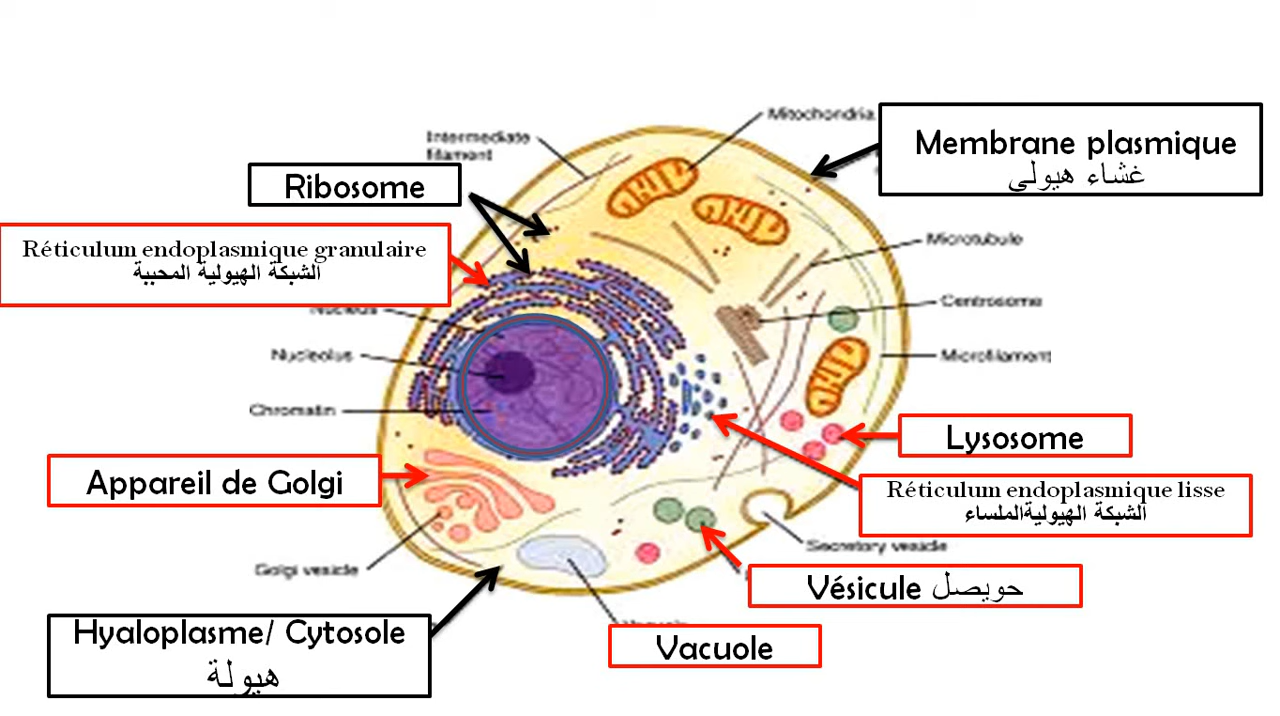 Mitochondria
Membrane plasmique
غشاء هيولي
Intermediate
filament
Ribosome
Réticulum endoplasmique granulaire
الشبكة الهيولية المحببة
Microtubule
Nucleus
Centrosome
Nucleolus
Microfilament
Chromatin
Lysosome
Appareil de Golgi
Réticulum endoplasmique lisse
الشبكة الهيوليةالملساء
Secretory vesicle
Golgi vesicle
Vésicule حويصل
Hyaloplasme/ Cytosole
هيولة
Vacuole